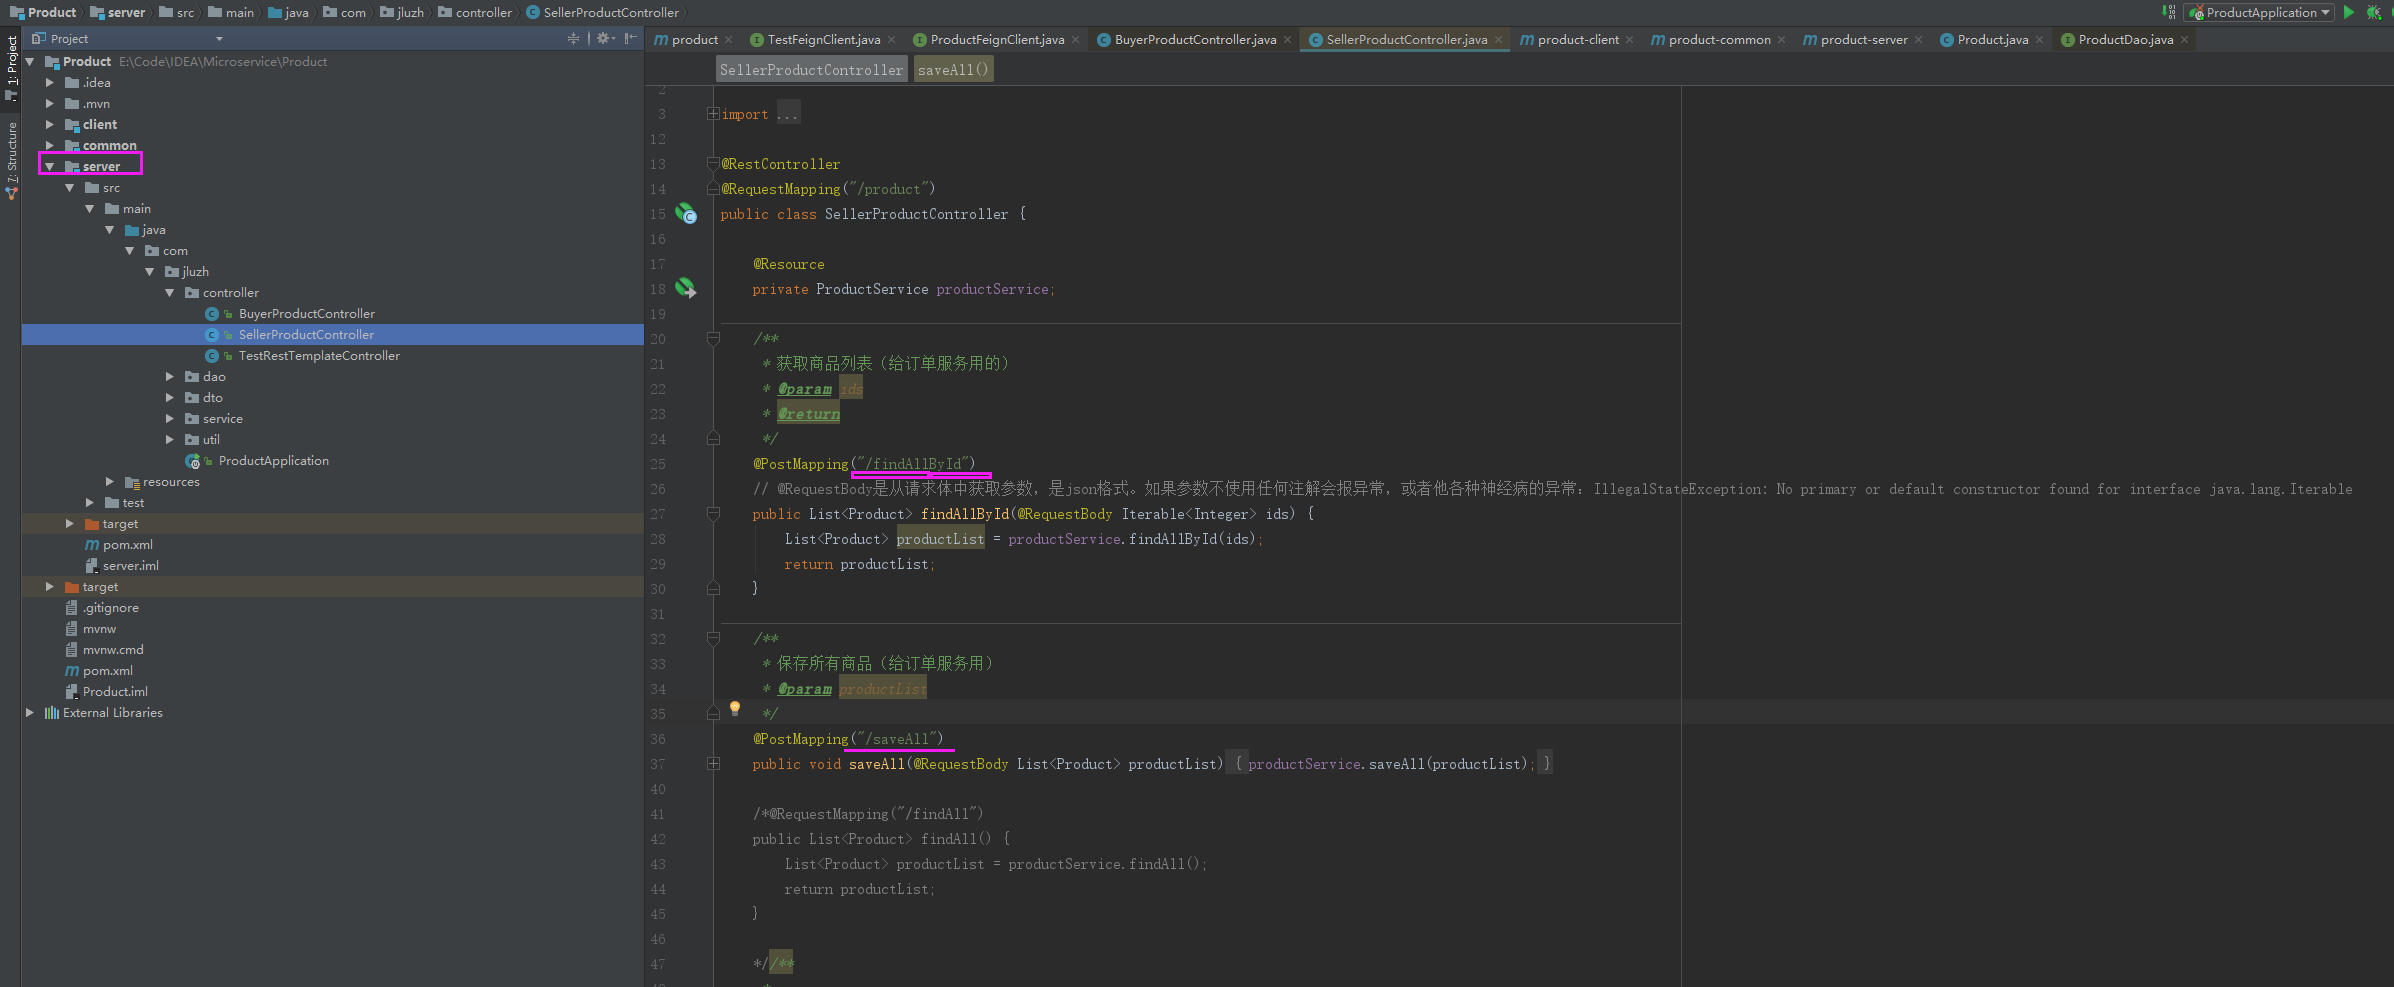 Product server src main java com jluzh controller SellerProductController
ProductApplication
1: Project
7: Structure
Project
Product E:\Code\IDEA\Microservice\Product
.idea
.mvn
client
common
server
src
main
java
com
jluzh
controller
BuyerProductController
SellerProductController
TestRestTemplateController
dao
dto
service
util
ProductApplication
resources
test
target
pom.xml
server.iml
target
.gitignore
mvnw
mvnw.cmd
pom.xml
Product.iml
External Libraries
product TestFeignClient.java ProductFeignClient.java BuyerProductController.java SellerProductController.java product-client product-common product-server Product.java ProductDao.java
SellerProductController saveAll()
2
3 import ...
12
13 @RestController
14 @RequestMapping("/product")
15 public class SellerProductController {
16
17 @Resource
18 private ProductService productService;
19
20 /**
21 * 获取商品列表（给订单服务用的）
22 * @param ids
23 * @return
24 */
25 @PostMapping("/findAllById")
26 // @RequestBody是从请求体中获取参数，是json格式。如果参数不使用任何注解会报异常，或者他各种神经病的异常：IllegalStateException: No primary or default constructor found for interface java.lang.Iterable
27 public List<Product> findAllById(@RequestBody Iterable<Integer> ids) {
28 List<Product> productList = productService.findAllById(ids);
29 return productList;
30 }
31
32 /**
33 * 保存所有商品（给订单服务用）
34 * @param productList
35 */
36 @PostMapping("/saveAll")
37 public void saveAll(@RequestBody List<Product> productList) { productService.saveAll(productList); }
40
41 /*@RequestMapping("/findAll")
42 public List<Product> findAll() {
43 List<Product> productList = productService.findAll();
44 return productList;
45 }
46
47 *//**